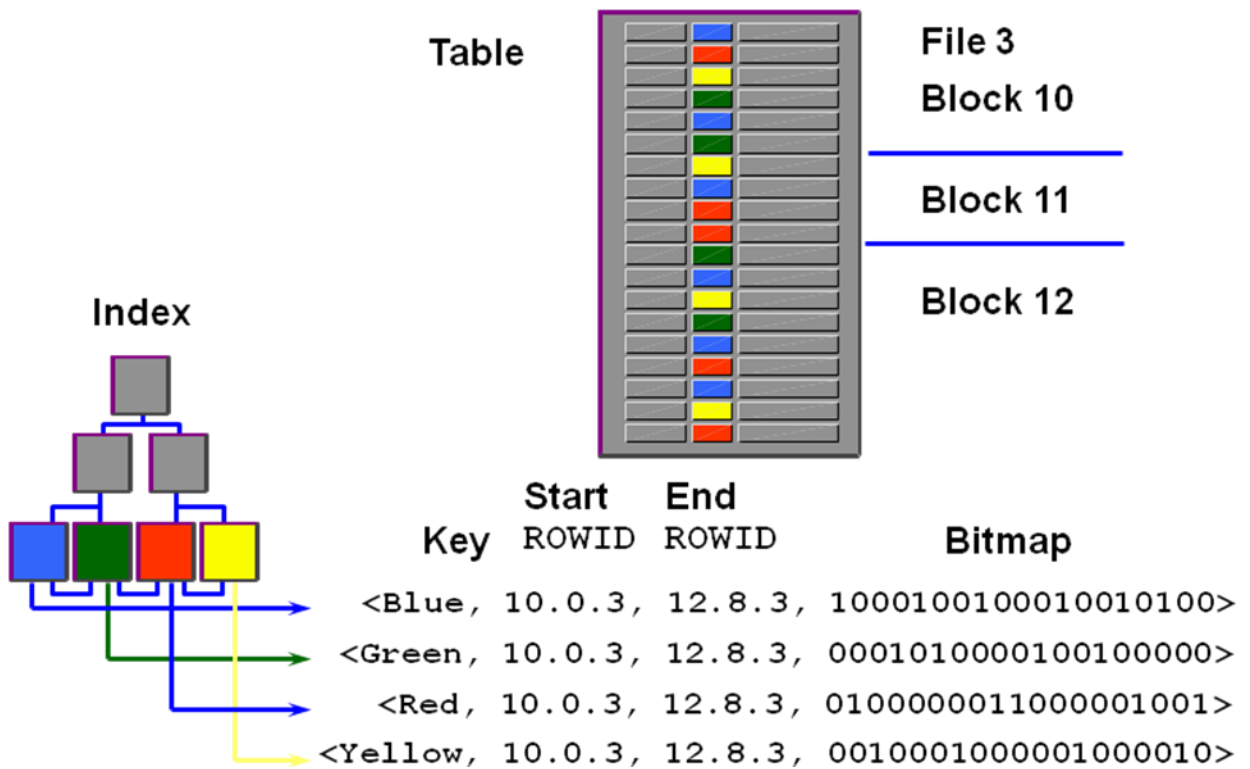 Table
File 3
Block 10
Block 11
Block 12
Index
Start End
Key ROWID ROWID Bitmap
<Blue, 10.0.3, 12.8.3, 1000100100010010100>
<Green, 10.0.3, 12.8.3, 0001010000100100000>
<Red, 10.0.3, 12.8.3, 0100000011000001001>
<Yellow, 10.0.3, 12.8.3, 0010001000001000010>